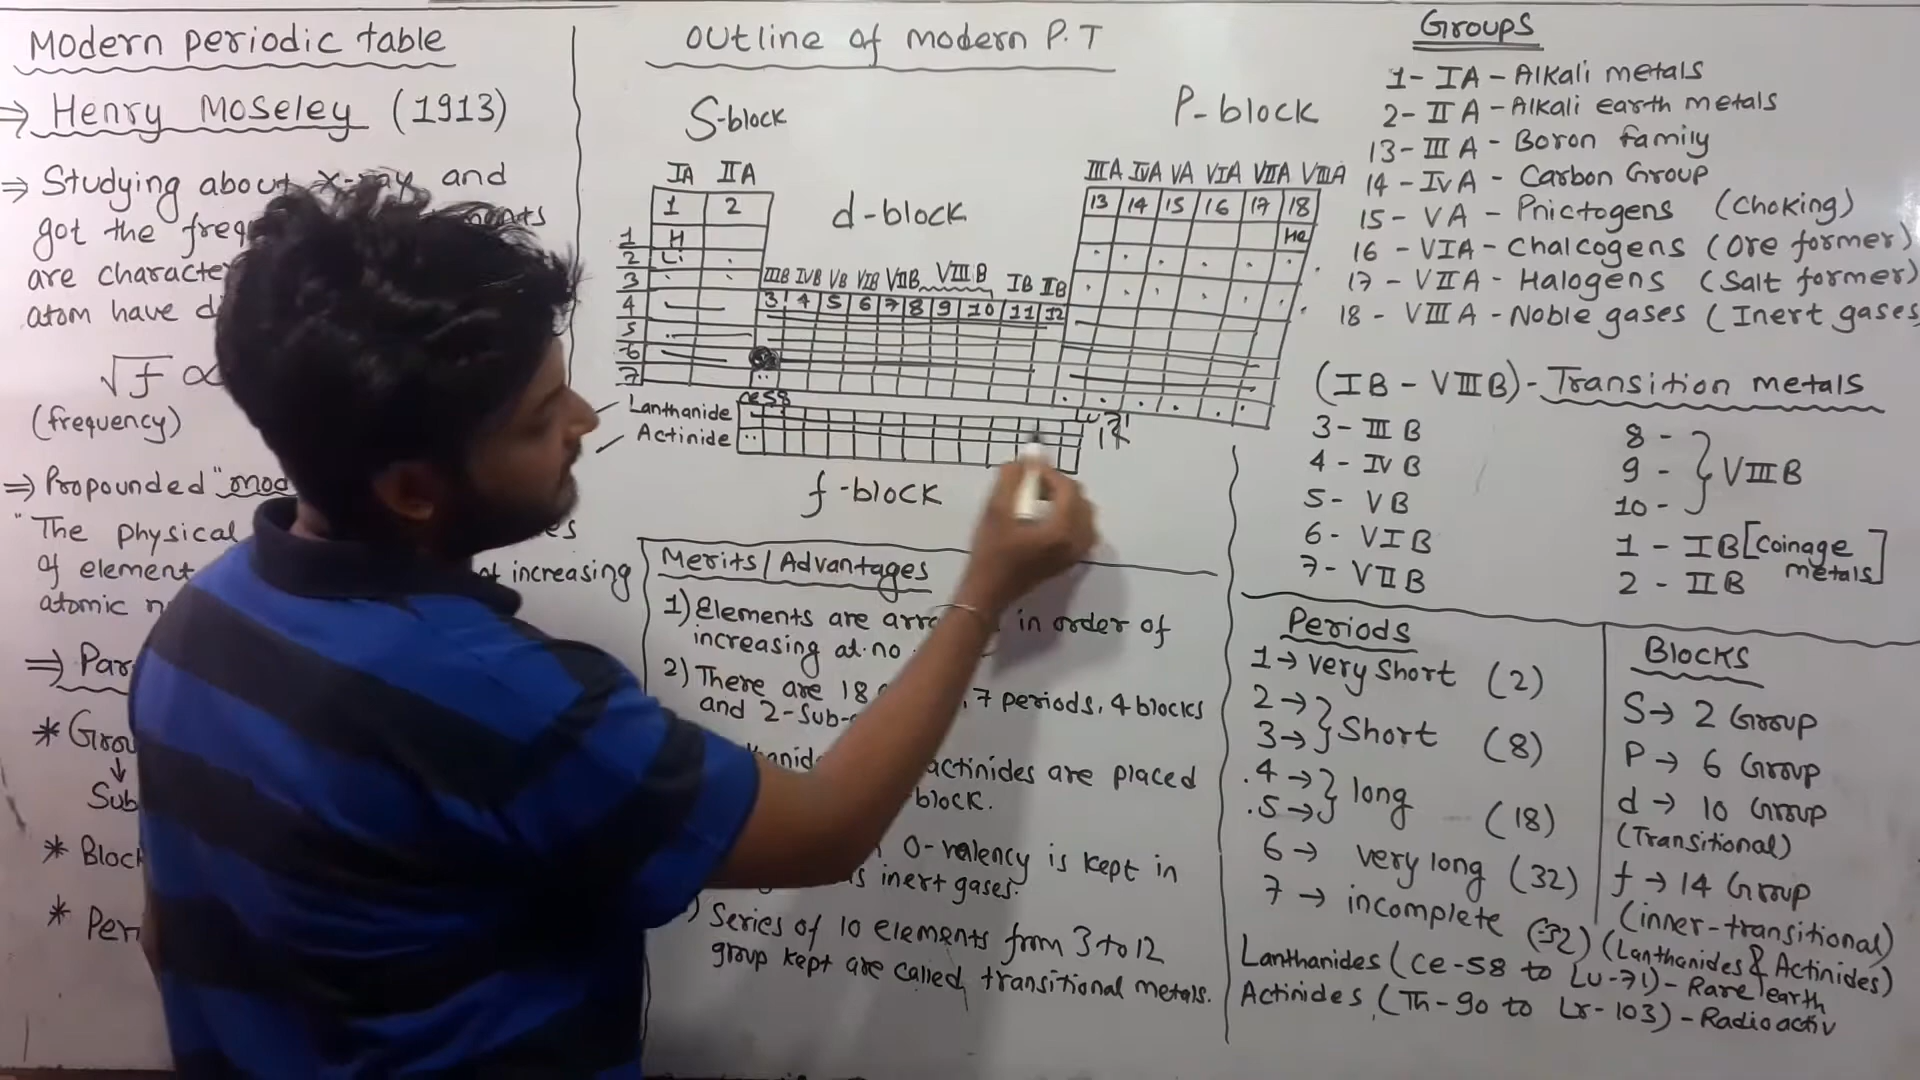 Modern periodic table
⇒ Henry Moseley (1913)
⇒ Studying about x-ray and
got the freq
are characte
atom have d
√f ∝
(frequency)
⇒ Propounded "mod
"The physical
of element of increasing
atomic n
⇒ Par
* Grou
↓
Sub
* Block
* Peri
Outline of modern P.T
S-block
P-block
d-block
IA IIA
1 2
IIIA IVA VA VIA VIIA VIIIA
13 14 15 16 17 18
1 H He
2 Li
3
IIIB IVB VB VIB VIIB VIIIB IB IIB
4 3 4 5 6 7 8 9 10 11 12
5
6
7
Ce58
Lanthanide
Actinide
Lu 71
f-block
Merits/Advantages
1) Elements are arra in order of
increasing at.no
2) There are 18 , 7 periods, 4 blocks
and 2-Sub-
actinides are placed
block.
0-valency is kept in
inert gases.
) Series of 10 elements from 3 to 12
group kept are called transitional metals.
Groups
1- IA - Alkali metals
2- II A - Alkali earth metals
13- III A - Boron family
14 - IV A - Carbon Group
15 - VA - Pnictogens (Choking)
16 - VIA - Chalcogens (Ore former)
17 - VII A - Halogens (Salt former)
18 - VIII A - Noble gases (Inert gases
(IB - VIII B) - Transition metals
3 - III B
4 - IV B
5 - V B
6 - VI B
7 - VII B
8 -
9 - } VIII B
10 -
1 - IB [Coinage metals]
2 - II B
Periods
1 → very short (2)
2 →
3 → } Short (8)
.4 →
.5 → } long (18)
6 → very long (32)
7 → incomplete (-32)
Blocks
S → 2 Group
P → 6 Group
d → 10 Group
(Transitional)
f → 14 Group
(inner-transitional)
(Lanthanides & Actinides)
Lanthanides (Ce-58 to Lu-71) - Rare earth
Actinides (Th-90 to Lr-103) - Radioactiv